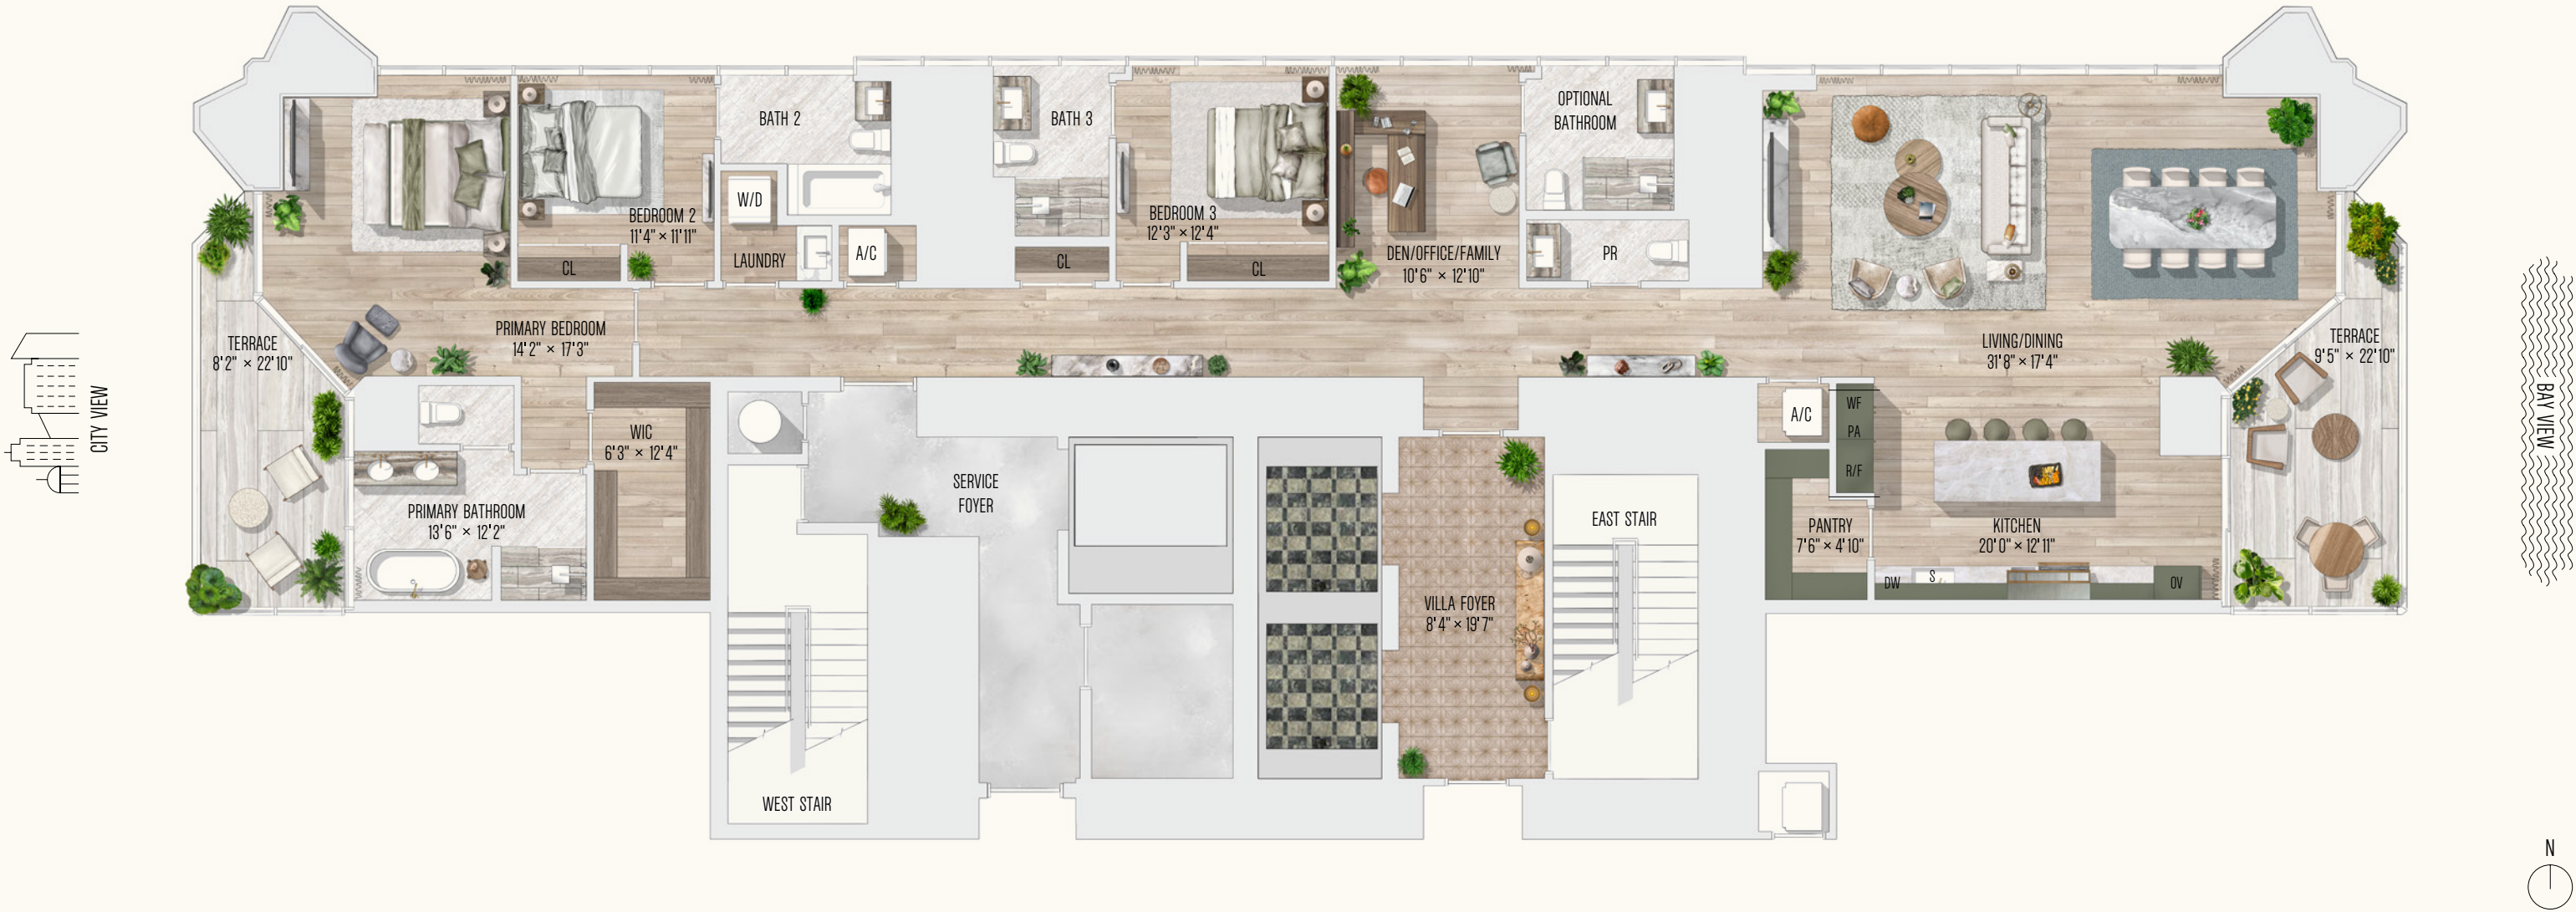 CITY VIEW
TERRACE
8'2" × 22'10"
PRIMARY BEDROOM
14'2" × 17'3"
BEDROOM 2
11'4" × 11'11"
CL
BATH 2
W/D
LAUNDRY
A/C
BATH 3
CL
BEDROOM 3
12'3" × 12'4"
CL
DEN/OFFICE/FAMILY
10'6" × 12'10"
OPTIONAL
BATHROOM
PR
LIVING/DINING
31'8" × 17'4"
TERRACE
9'5" × 22'10"
BAY VIEW
PRIMARY BATHROOM
13'6" × 12'2"
WIC
6'3" × 12'4"
SERVICE
FOYER
WEST STAIR
VILLA FOYER
8'4" × 19'7"
EAST STAIR
A/C
WF
PA
R/F
PANTRY
7'6" × 4'10"
KITCHEN
20'0" × 12'11"
DW
S
OV
N